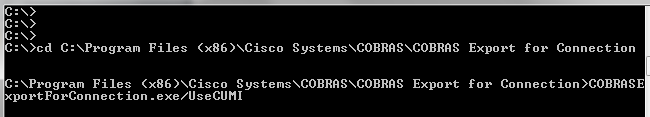 C:\>
C:\>
C:\>
C:\>cd C:\Program Files (x86)\Cisco Systems\COBRAS\COBRAS Export for Connection
C:\Program Files (x86)\Cisco Systems\COBRAS\COBRAS Export for Connection>COBRASE
xportForConnection.exe/UseCUMI